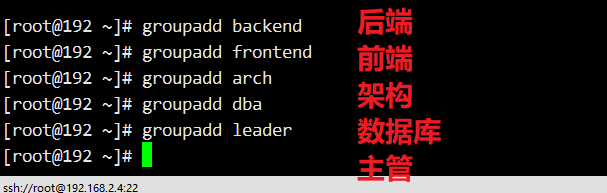 [root@192 ~]# groupadd backend 后端
[root@192 ~]# groupadd frontend 前端
[root@192 ~]# groupadd arch 架构
[root@192 ~]# groupadd dba 数据库
[root@192 ~]# groupadd leader 主管
[root@192 ~]#
ssh://root@192.168.2.4:22